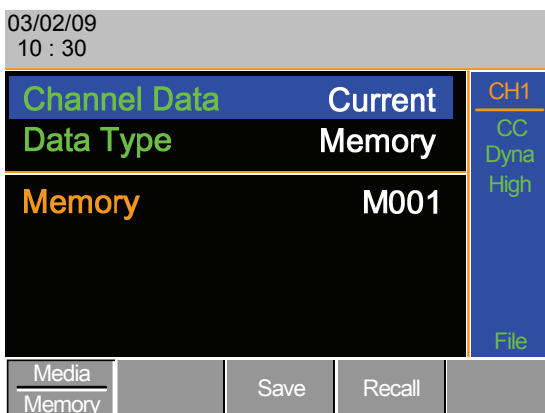 03/02/09
10 : 30
Channel Data Current
Data Type Memory
Memory M001
CH1
CC
Dyna
High
File
Media
Memory
Save
Recall